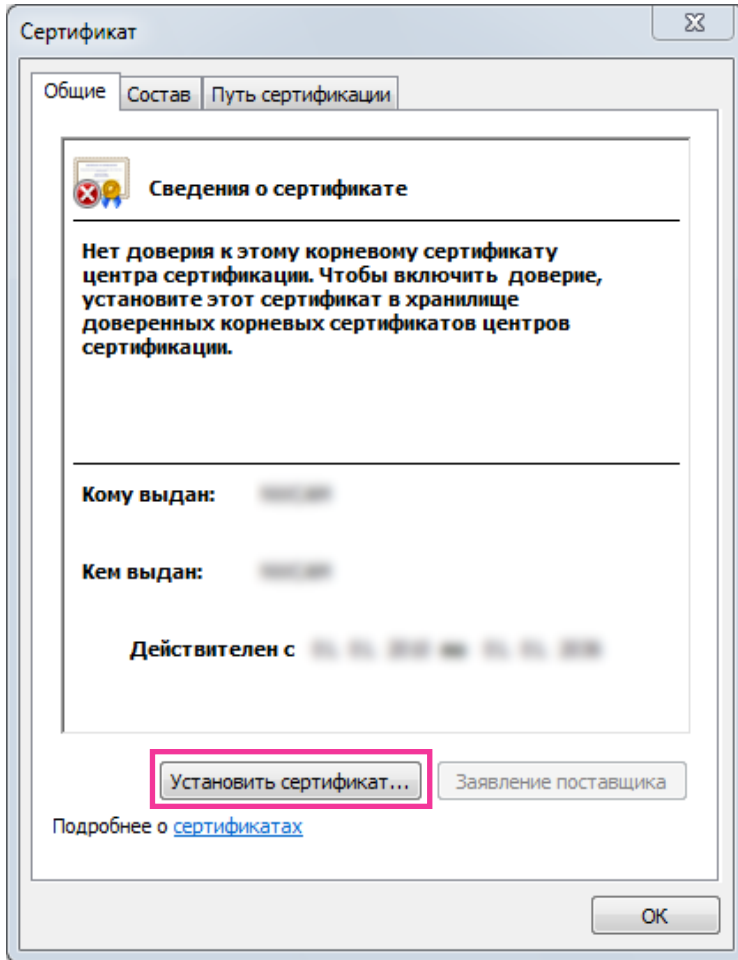 Сертификат
Общие Состав Путь сертификации
Сведения о сертификате
Нет доверия к этому корневому сертификату
центра сертификации. Чтобы включить доверие,
установите этот сертификат в хранилище
доверенных корневых сертификатов центров
сертификации.
Кому выдан:
Кем выдан:
Действителен с
Установить сертификат... Заявление поставщика
Подробнее о сертификатах
ОК